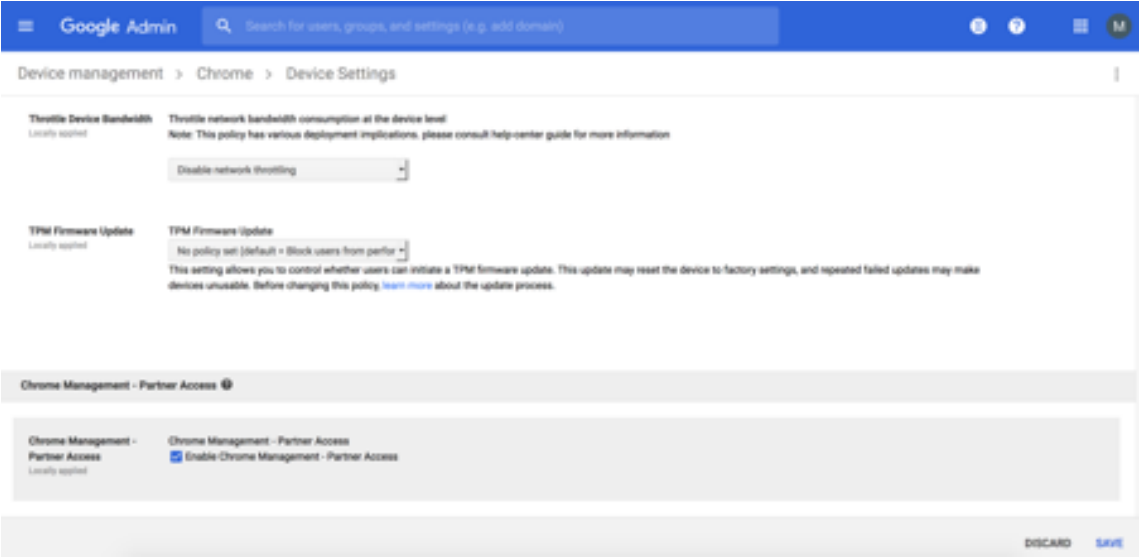 Google Admin
Search for users, groups, and settings (e.g. add domain)
M
Device management > Chrome > Device Settings
Throttle Device Bandwidth
Locally applied
Throttle network bandwidth consumption at the device level
Note: This policy has various deployment implications. please consult help-center guide for more information
Disable network throttling
TPM Firmware Update
Locally applied
TPM Firmware Update
No policy set (default = Block users from perfor
This setting allows you to control whether users can initiate a TPM firmware update. This update may reset the device to factory settings, and repeated failed updates may make
devices unusable. Before changing this policy, learn more about the update process.
Chrome Management - Partner Access ?
Chrome Management -
Partner Access
Locally applied
Chrome Management - Partner Access
Enable Chrome Management - Partner Access
DISCARD SAVE